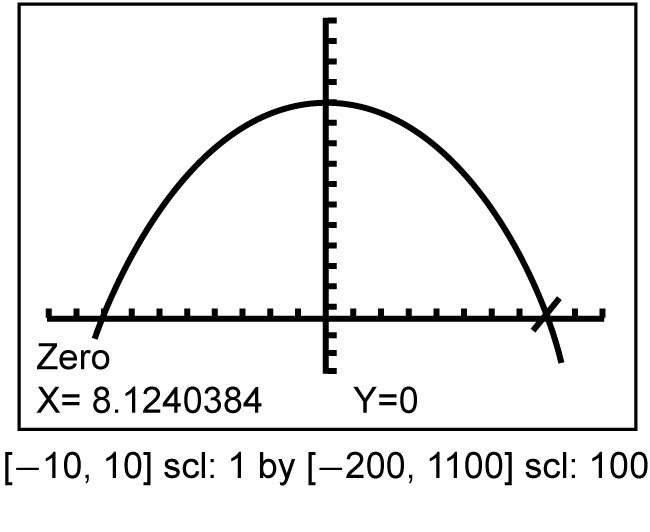 Zero
X= 8.1240384 Y=0
[−10, 10] scl: 1 by [−200, 1100] scl: 100